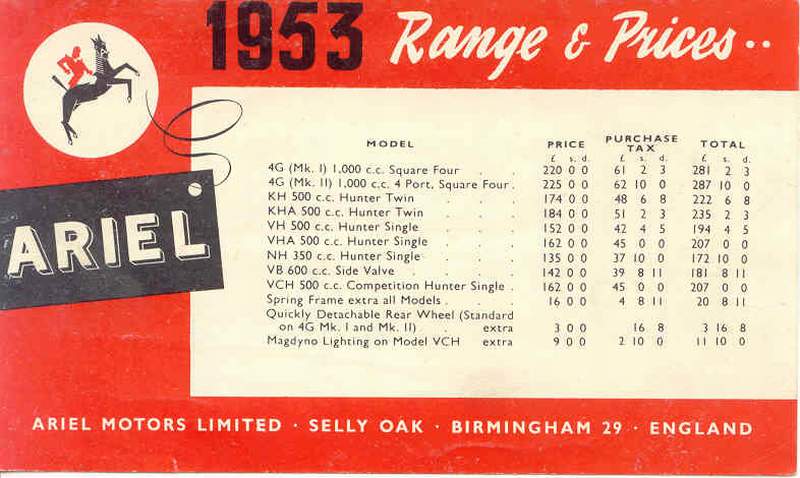 1953 Range & Prices..
ARIEL
MODEL PRICE PURCHASE TAX TOTAL
£ s. d. £ s. d. £ s. d.
4G (Mk. I) 1,000 c.c. Square Four . . 220 0 0 61 2 3 281 2 3
4G (Mk. II) 1,000 c.c. 4 Port, Square Four . 225 0 0 62 10 0 287 10 0
KH 500 c.c. Hunter Twin . . . 174 0 0 48 6 8 222 6 8
KHA 500 c.c. Hunter Twin . . . 184 0 0 51 2 3 235 2 3
VH 500 c.c. Hunter Single . . . 152 0 0 42 4 5 194 4 5
VHA 500 c.c. Hunter Single . . . 162 0 0 45 0 0 207 0 0
NH 350 c.c. Hunter Single . . . 135 0 0 37 10 0 172 10 0
VB 600 c.c. Side Valve . . . . 142 0 0 39 8 11 181 8 11
VCH 500 c.c. Competition Hunter Single . . 162 0 0 45 0 0 207 0 0
Spring Frame extra all Models . . . . 16 0 0 4 8 11 20 8 11
Quickly Detachable Rear Wheel (Standard
on 4G Mk. I and Mk. II) . . extra 3 0 0 16 8 3 16 8
Magdyno Lighting on Model VCH extra 9 0 0 2 10 0 11 10 0
ARIEL MOTORS LIMITED · SELLY OAK · BIRMINGHAM 29 · ENGLAND